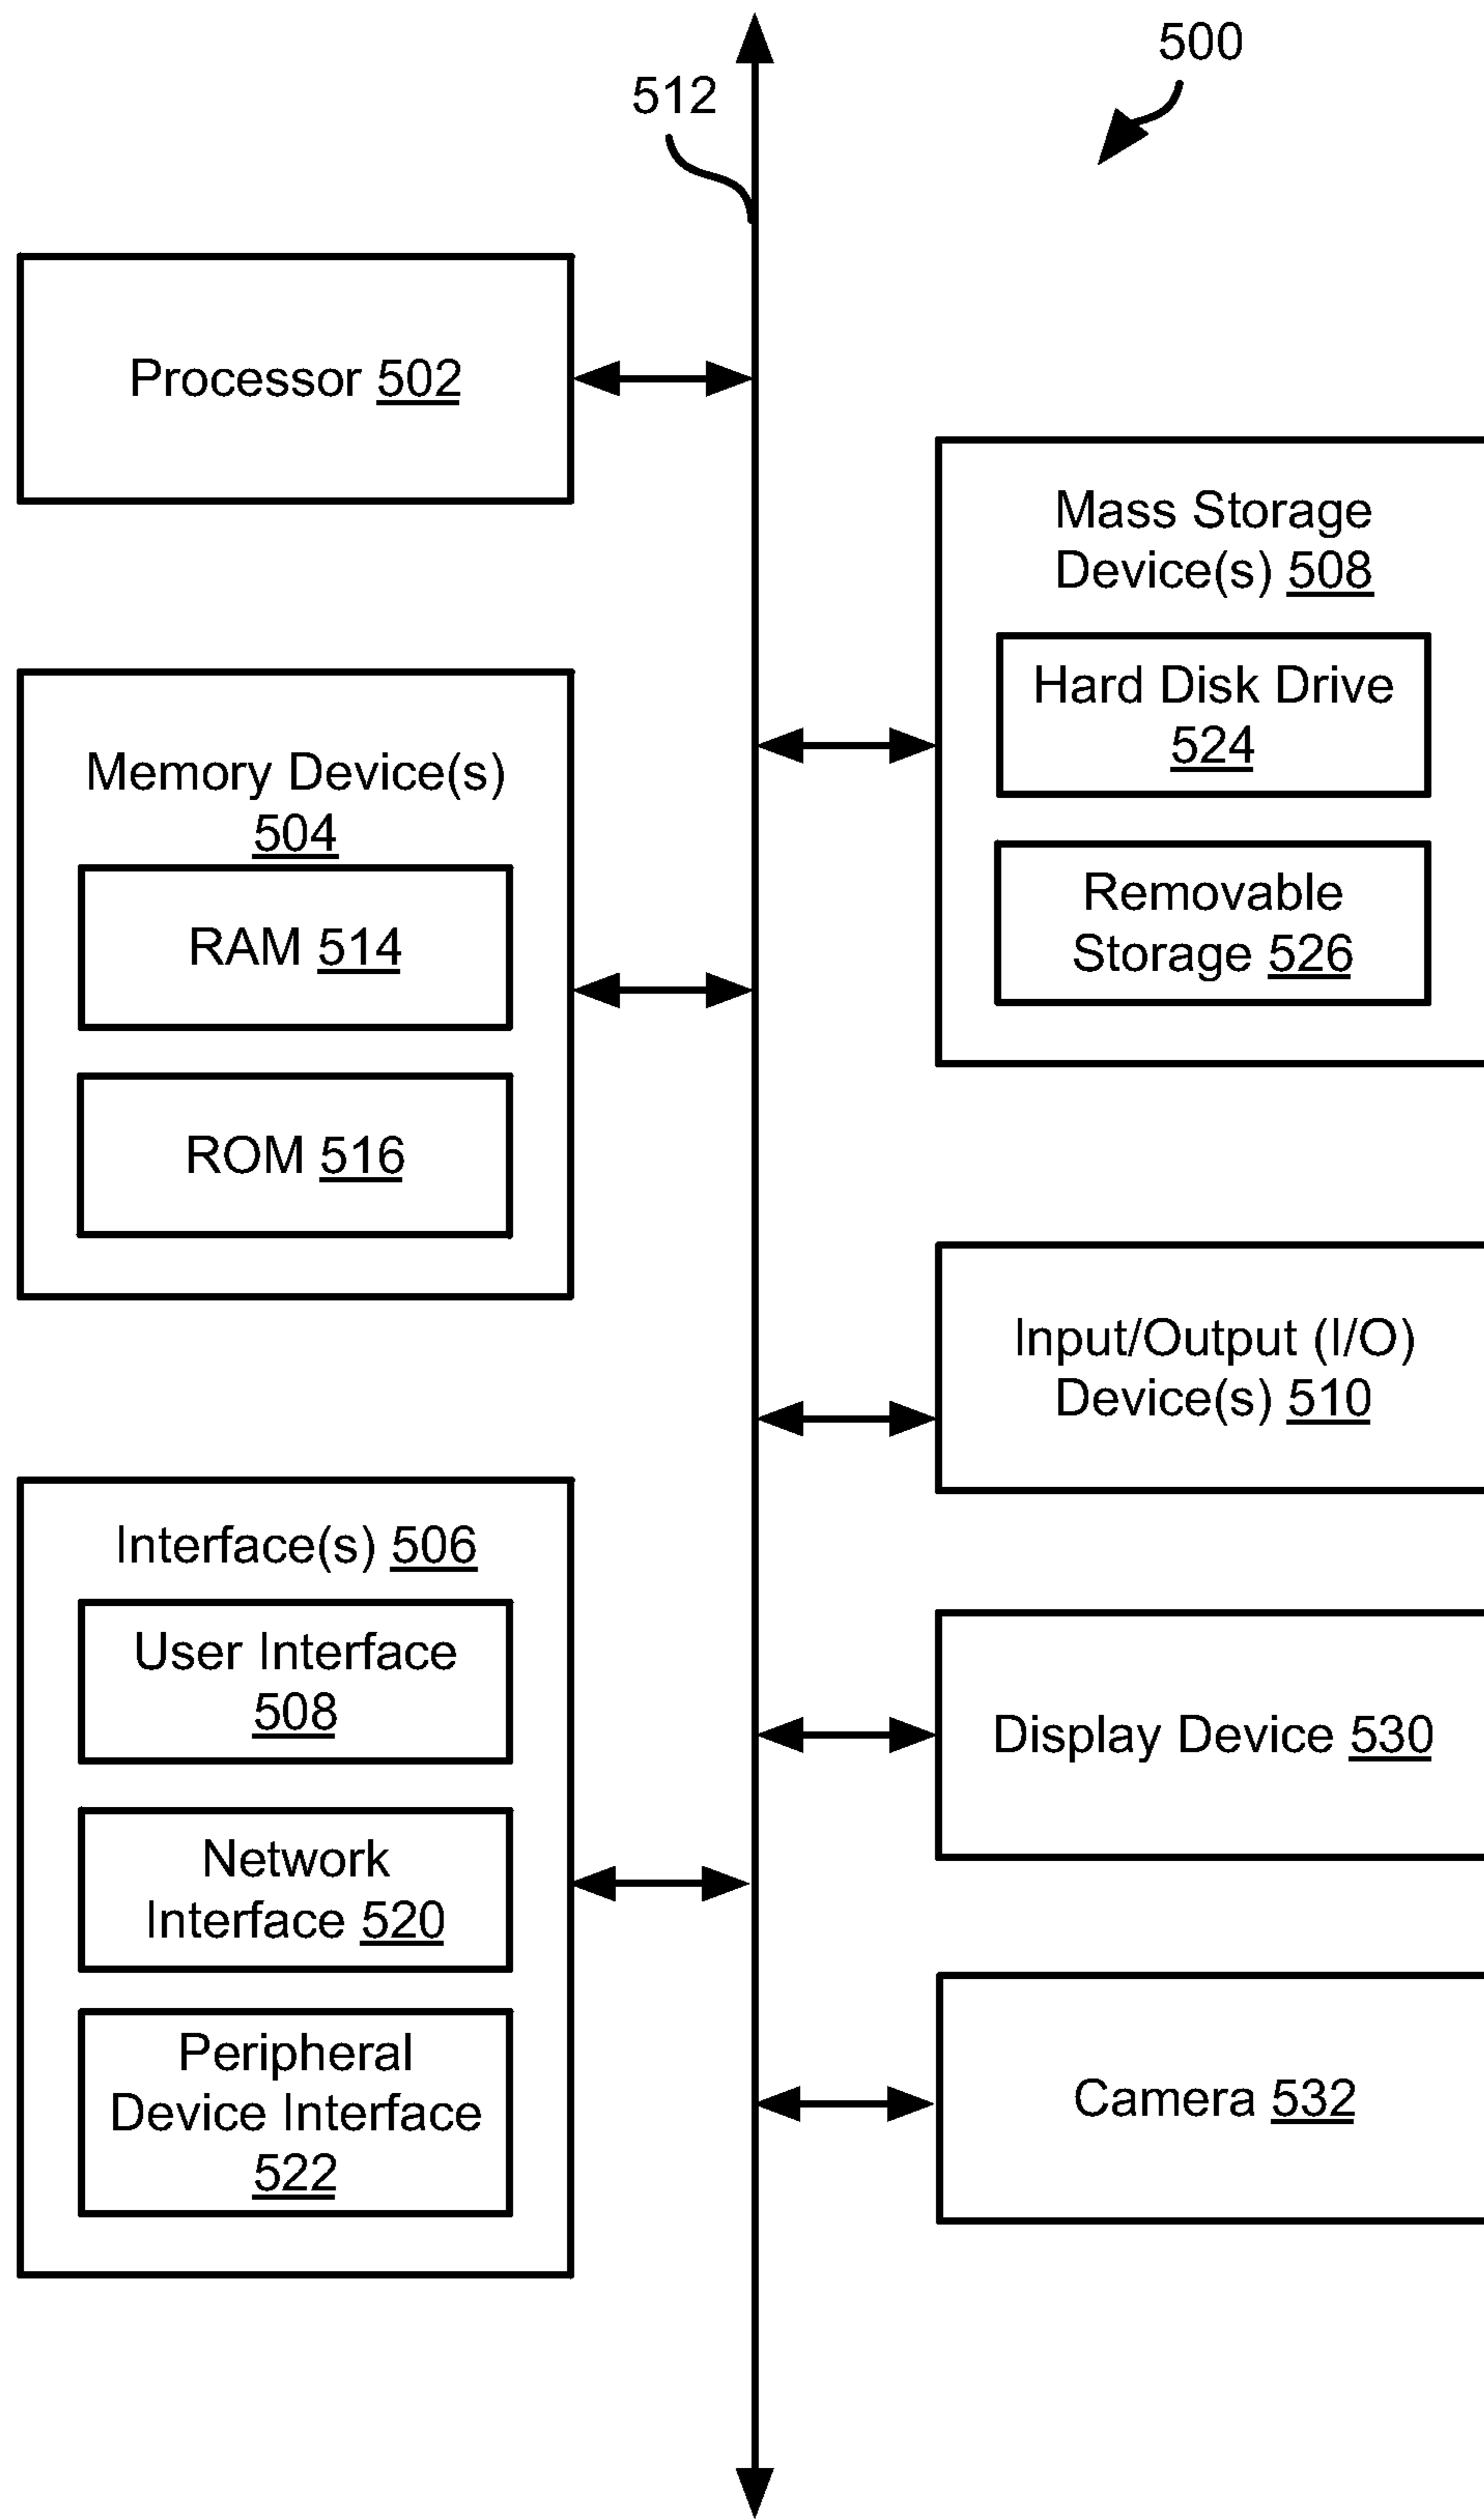 500
512
Processor 502
Memory Device(s)
504
RAM 514
ROM 516
Interface(s) 506
User Interface
508
Network
Interface 520
Peripheral
Device Interface
522
Mass Storage
Device(s) 508
Hard Disk Drive
524
Removable
Storage 526
Input/Output (I/O)
Device(s) 510
Display Device 530
Camera 532